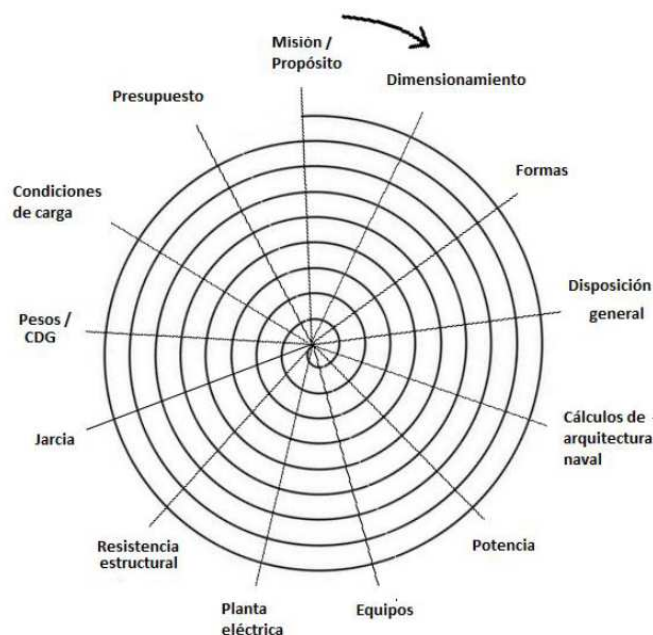 Misión /
Propósito
Dimensionamiento
Formas
Disposición
general
Cálculos de
arquitectura
naval
Potencia
Equipos
Planta
eléctrica
Resistencia
estructural
Jarcia
Pesos /
CDG
Condiciones
de carga
Presupuesto